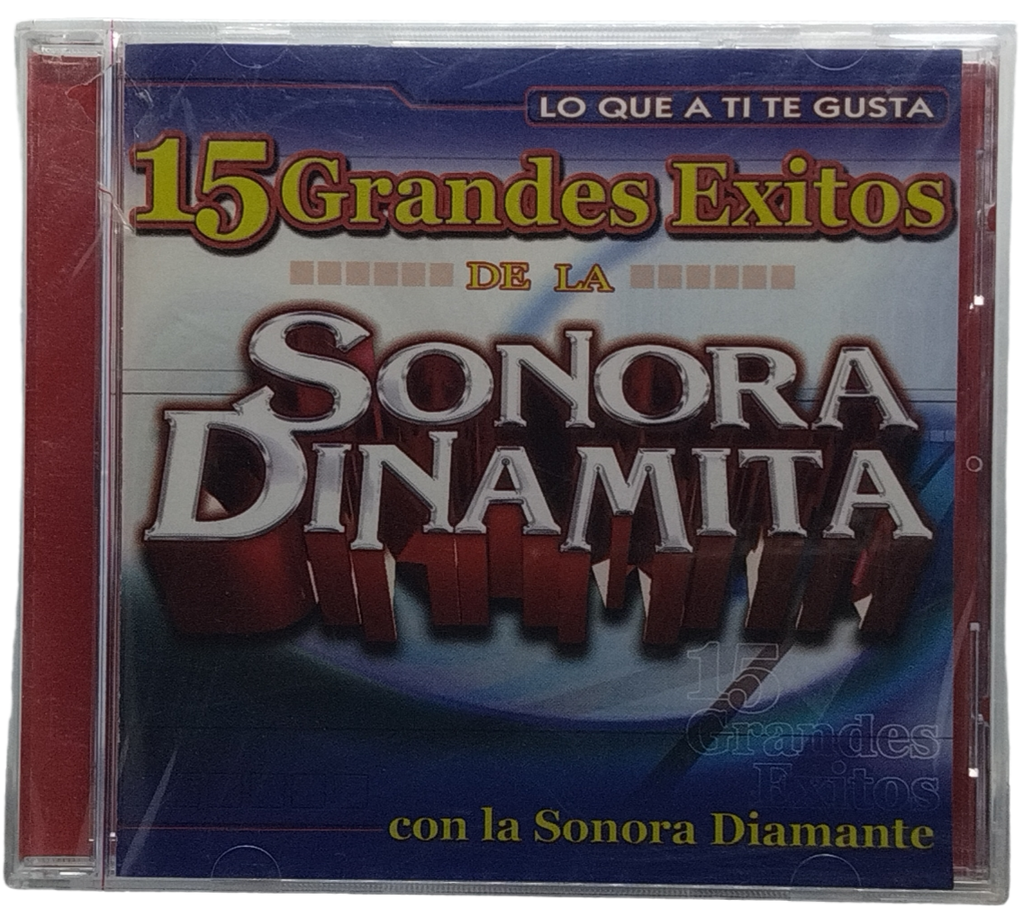 LO QUE A TI TE GUSTA
15 Grandes Exitos
DE LA
SONORA
DINAMITA
15
Grandes
Exitos
con la Sonora Diamante